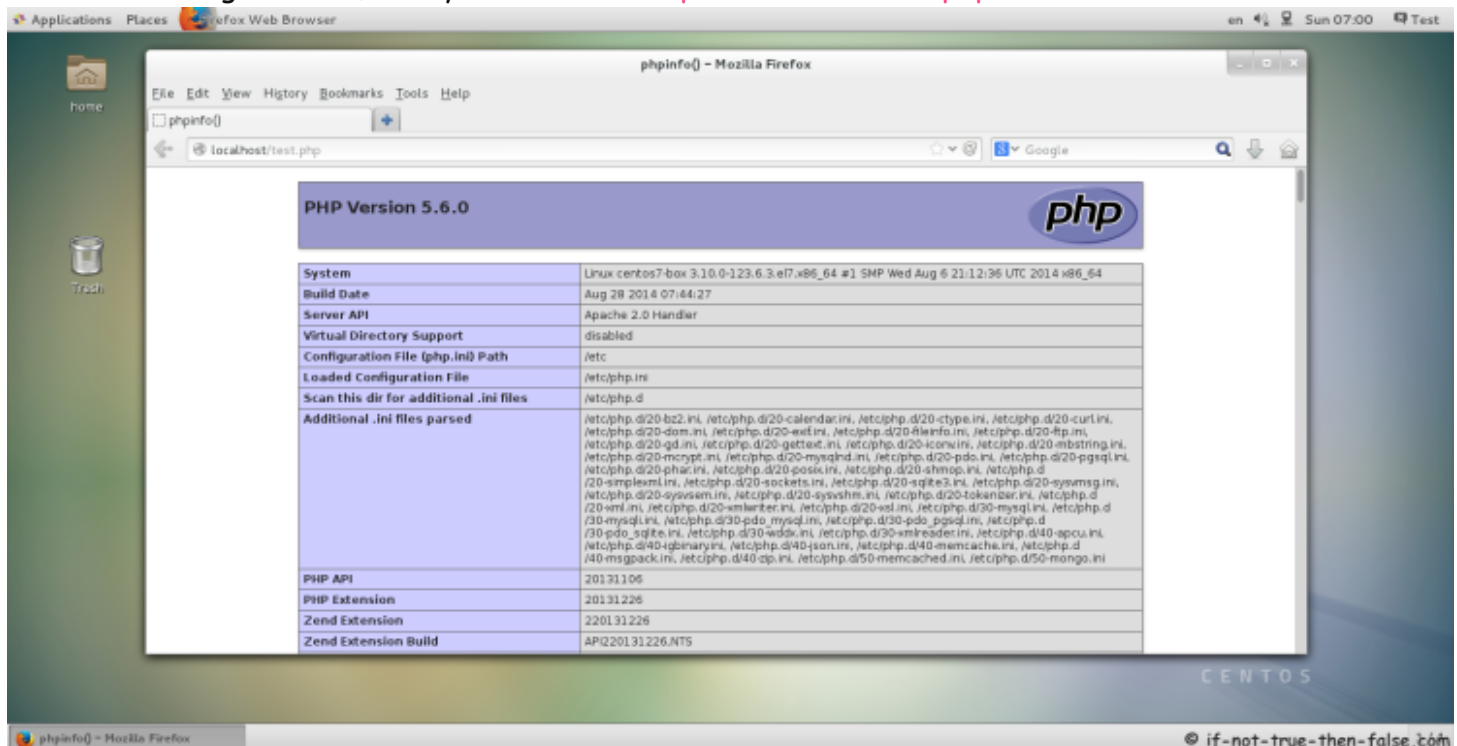 Applications Places Firefox Web Browser en Sun 07:00 Test
phpinfo() - Mozilla Firefox
File Edit View History Bookmarks Tools Help
phpinfo()
localhost/test.php Google
home
Trash
PHP Version 5.6.0 php
System Linux centos7-box 3.10.0-123.6.3.el7.x86_64 #1 SMP Wed Aug 6 21:12:36 UTC 2014 x86_64
Build Date Aug 28 2014 07:44:27
Server API Apache 2.0 Handler
Virtual Directory Support disabled
Configuration File (php.ini) Path /etc
Loaded Configuration File /etc/php.ini
Scan this dir for additional .ini files /etc/php.d
Additional .ini files parsed /etc/php.d/20-bz2.ini, /etc/php.d/20-calendar.ini, /etc/php.d/20-ctype.ini, /etc/php.d/20-curl.ini,
/etc/php.d/20-dom.ini, /etc/php.d/20-exif.ini, /etc/php.d/20-fileinfo.ini, /etc/php.d/20-ftp.ini,
/etc/php.d/20-gd.ini, /etc/php.d/20-gettext.ini, /etc/php.d/20-iconv.ini, /etc/php.d/20-mbstring.ini,
/etc/php.d/20-mcrypt.ini, /etc/php.d/20-mysqlnd.ini, /etc/php.d/20-pdo.ini, /etc/php.d/20-pgsql.ini,
/etc/php.d/20-phar.ini, /etc/php.d/20-posix.ini, /etc/php.d/20-shmop.ini, /etc/php.d
/20-simplexml.ini, /etc/php.d/20-sockets.ini, /etc/php.d/20-sqlite3.ini, /etc/php.d/20-sysvmsg.ini,
/etc/php.d/20-sysvsem.ini, /etc/php.d/20-sysvshm.ini, /etc/php.d/20-tokenizer.ini, /etc/php.d
/20-xml.ini, /etc/php.d/20-xmlwriter.ini, /etc/php.d/20-xsl.ini, /etc/php.d/30-mysql.ini, /etc/php.d
/30-mysqli.ini, /etc/php.d/30-pdo_mysql.ini, /etc/php.d/30-pdo_pgsql.ini, /etc/php.d
/30-pdo_sqlite.ini, /etc/php.d/30-wddx.ini, /etc/php.d/30-xmlreader.ini, /etc/php.d/40-apcu.ini,
/etc/php.d/40-igbinary.ini, /etc/php.d/40-json.ini, /etc/php.d/40-memcache.ini, /etc/php.d
/40-msgpack.ini, /etc/php.d/40-zip.ini, /etc/php.d/50-memcached.ini, /etc/php.d/50-mongo.ini
PHP API 20131106
PHP Extension 20131226
Zend Extension 220131226
Zend Extension Build API220131226,NTS
CENTOS
phpinfo() - Mozilla Firefox
© if-not-true-then-false.com